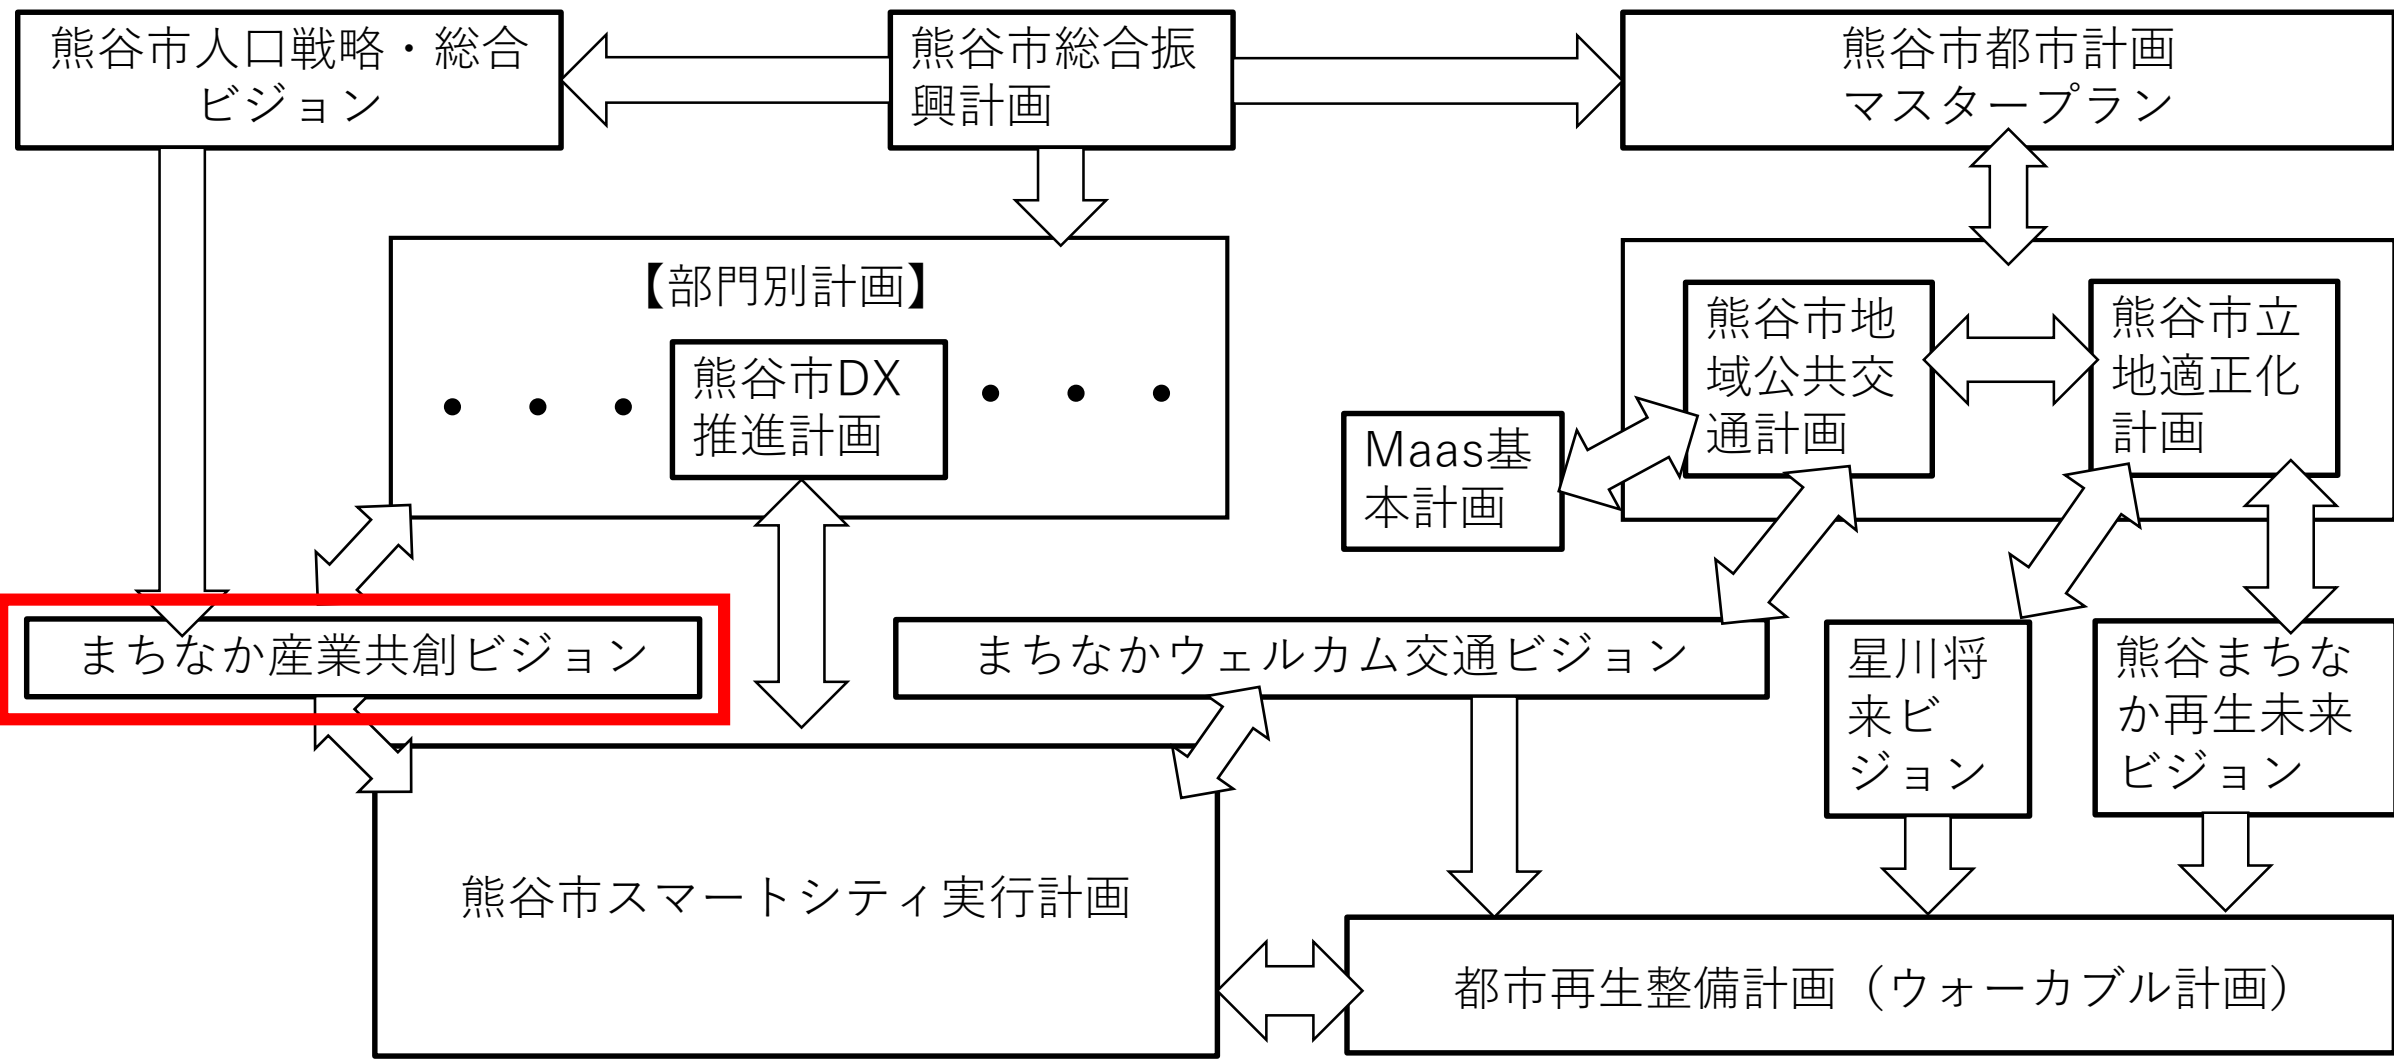 熊谷市人口戦略・総合
ビジョン
熊谷市総合振
興計画
熊谷市都市計画
マスタープラン
【部門別計画】
・・・
熊谷市DX
推進計画
・・・
熊谷市地
域公共交
通計画
熊谷市立
地適正化
計画
Maas基
本計画
まちなか産業共創ビジョン
まちなかウェルカム交通ビジョン
星川将
来ビ
ジョン
熊谷まちな
か再生未来
ビジョン
熊谷市スマートシティ実行計画
都市再生整備計画（ウォーカブル計画）